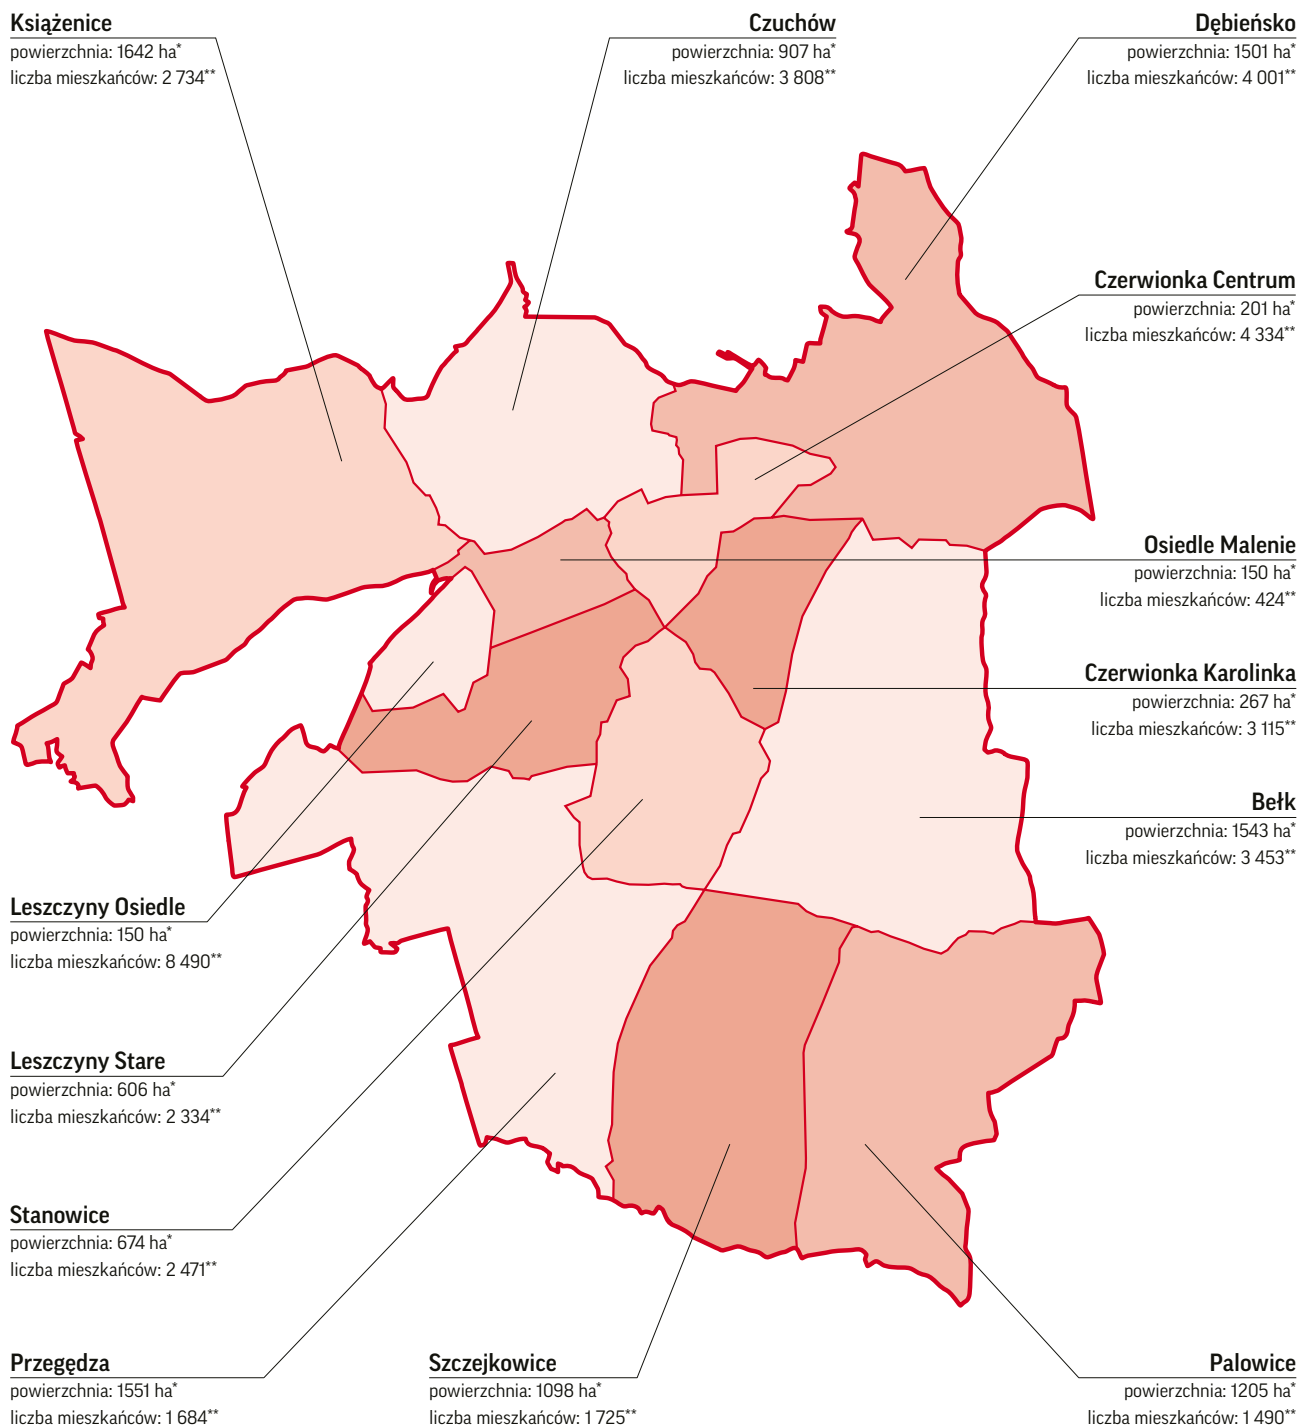 Książenice
powierzchnia: 1642 ha*
liczba mieszkańców: 2 734**
Czuchów
powierzchnia: 907 ha*
liczba mieszkańców: 3 808**
Dębieńsko
powierzchnia: 1501 ha*
liczba mieszkańców: 4 001**
Czerwionka Centrum
powierzchnia: 201 ha*
liczba mieszkańców: 4 334**
Osiedle Malenie
powierzchnia: 150 ha*
liczba mieszkańców: 424**
Czerwionka Karolinka
powierzchnia: 267 ha*
liczba mieszkańców: 3 115**
Bełk
powierzchnia: 1543 ha*
liczba mieszkańców: 3 453**
Leszczyny Osiedle
powierzchnia: 150 ha*
liczba mieszkańców: 8 490**
Leszczyny Stare
powierzchnia: 606 ha*
liczba mieszkańców: 2 334**
Stanowice
powierzchnia: 674 ha*
liczba mieszkańców: 2 471**
Przegędza
powierzchnia: 1551 ha*
liczba mieszkańców: 1 684**
Szczejkowice
powierzchnia: 1098 ha*
liczba mieszkańców: 1 725**
Palowice
powierzchnia: 1205 ha*
liczba mieszkańców: 1 490**